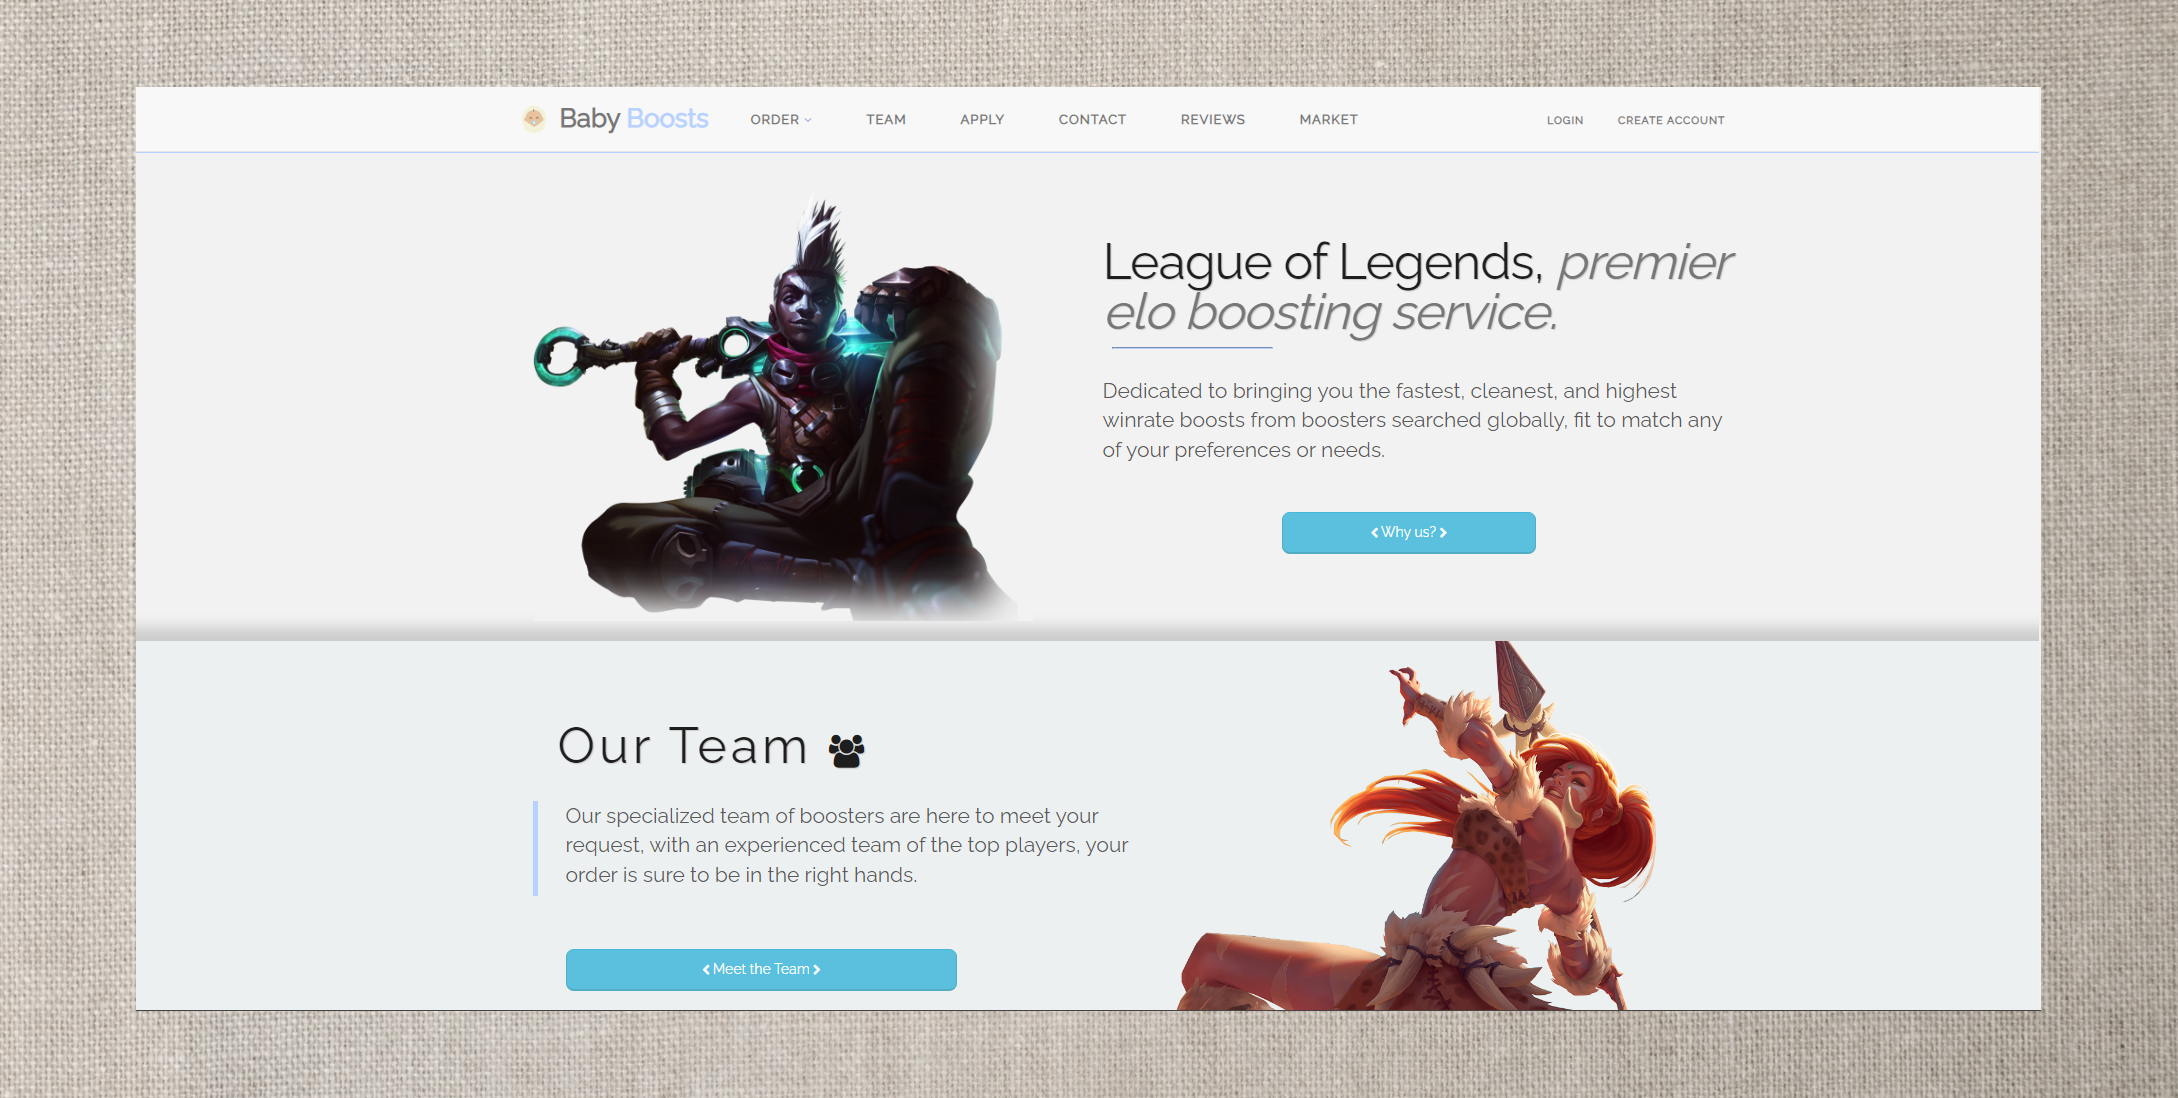 Baby Boosts
ORDER
TEAM
APPLY
CONTACT
REVIEWS
MARKET
LOGIN
CREATE ACCOUNT
League of Legends, premier
elo boosting service.
Dedicated to bringing you the fastest, cleanest, and highest
winrate boosts from boosters searched globally, fit to match any
of your preferences or needs.
Why us?
Our Team
Our specialized team of boosters are here to meet your
request, with an experienced team of the top players, your
order is sure to be in the right hands.
Meet the Team